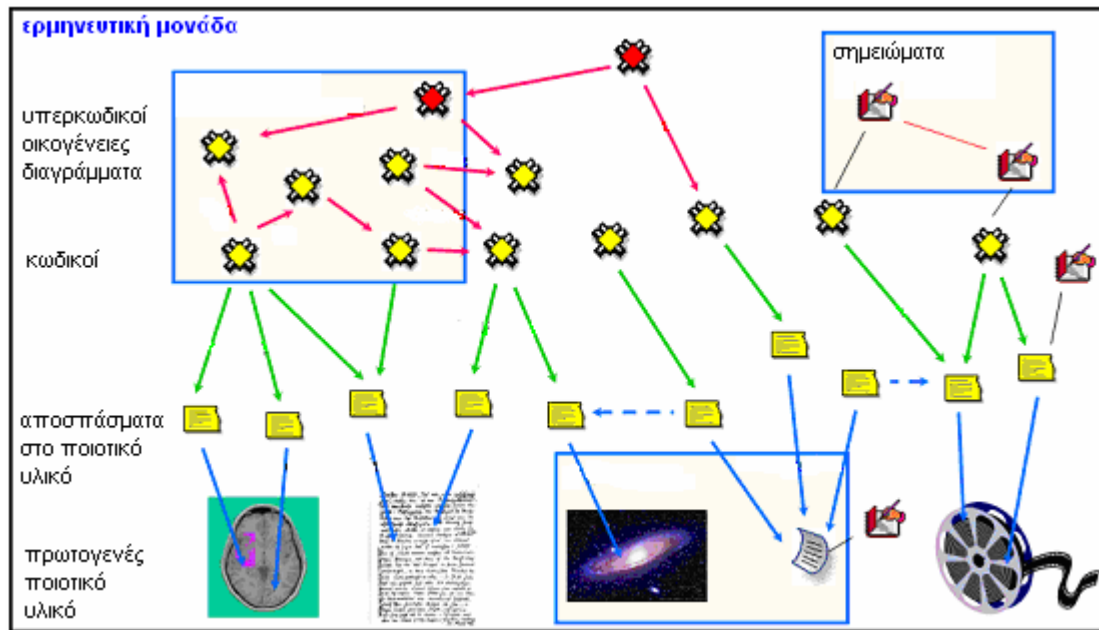 ερμηνευτική μονάδα
σημειώματα
υπερκωδικοί
οικογένειες
διαγράμματα
κωδικοί
αποσπάσματα
στο ποιοτικό
υλικό
πρωτογενές
ποιοτικό
υλικό